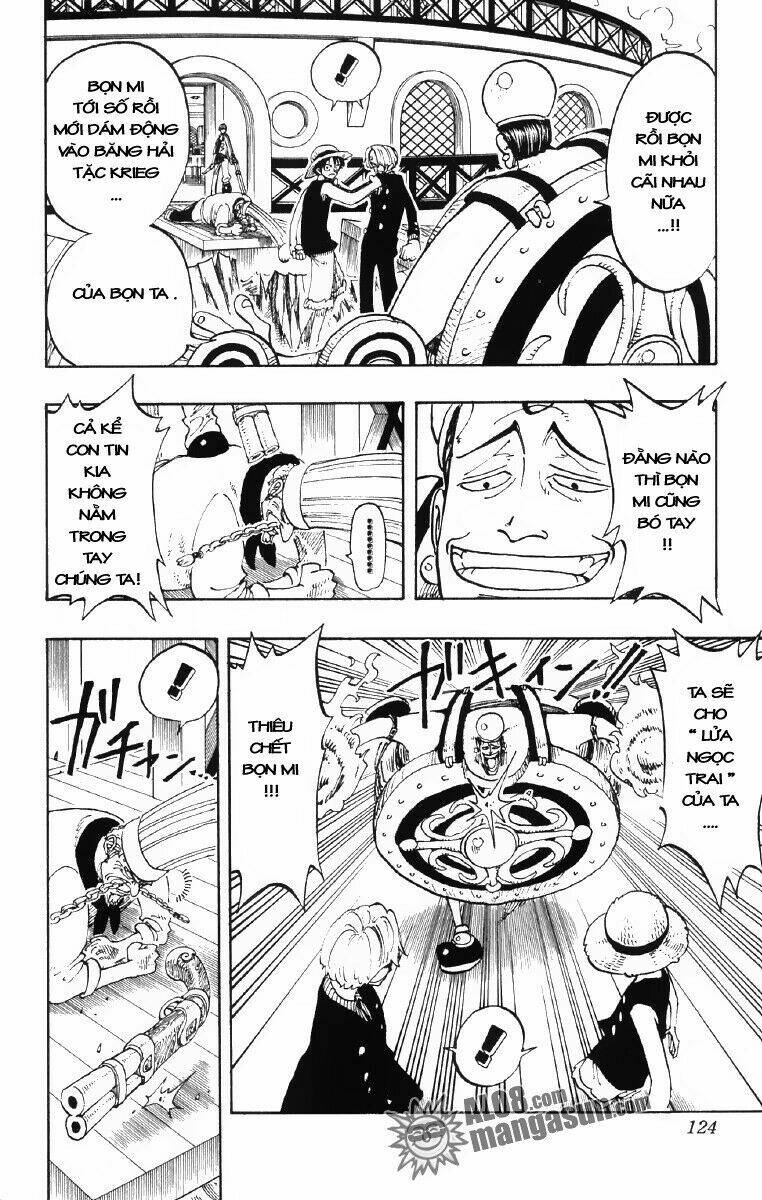 ĐƯỢC
RỒI BỌN
MI KHỎI
CÃI NHAU
NỮA
...!!
BỌN MI
TỚI SỐ RỒI
MỚI DÁM ĐỘNG
VÀO BĂNG HẢI
TẶC KRIEG
...
CỦA BỌN TA .
!
ĐẰNG NÀO
THÌ BỌN
MI CŨNG
BÓ TAY
!!
CẢ KỂ
CON TIN
KIA
KHÔNG
NẰM
TRONG
TAY
CHÚNG TA!
.........
TA SẼ
CHO
“ LỬA
NGỌC
TRAI ”
CỦA TA
....
ガキィン!!
THIÊU
CHẾT
BỌN MI
!!!
!
!
ガチャン...
AL08.com
mangasun.com
124